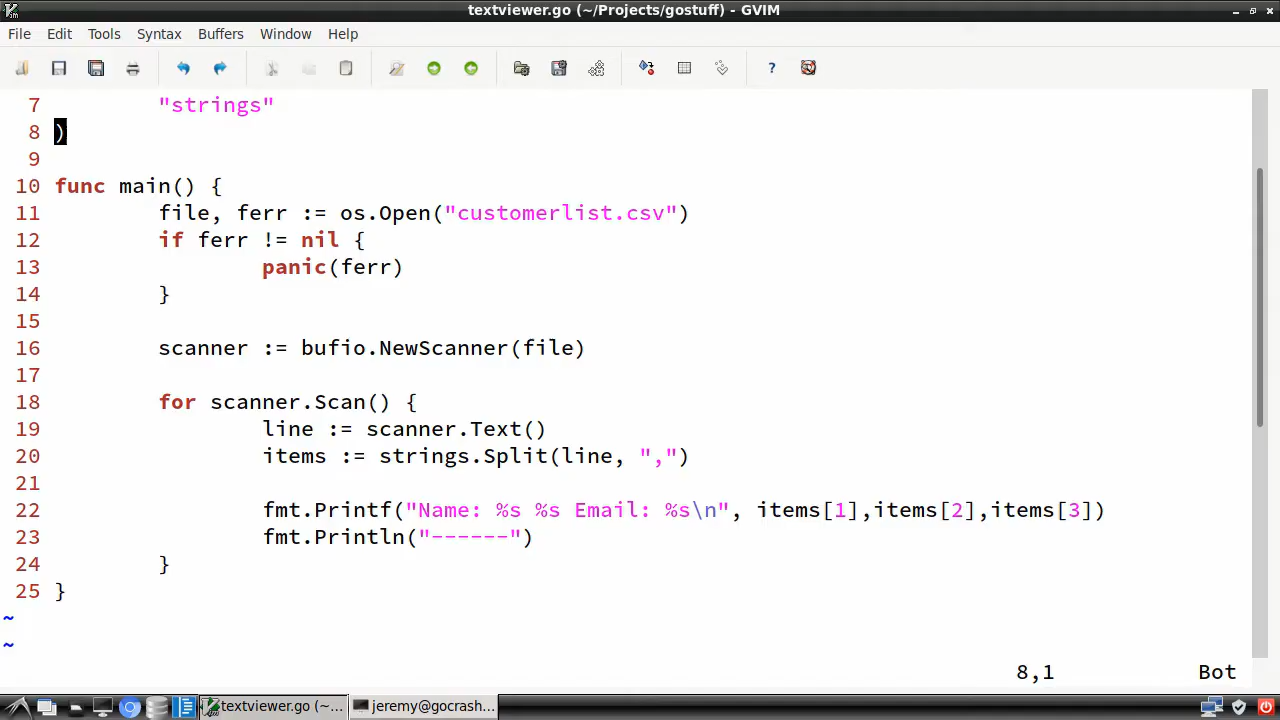 textviewer.go (~/Projects/gostuff) - GVIM
File Edit Tools Syntax Buffers Window Help
7 "strings"
8 )
9
10 func main() {
11 file, ferr := os.Open("customerlist.csv")
12 if ferr != nil {
13 panic(ferr)
14 }
15
16 scanner := bufio.NewScanner(file)
17
18 for scanner.Scan() {
19 line := scanner.Text()
20 items := strings.Split(line, ",")
21
22 fmt.Printf("Name: %s %s Email: %s\n", items[1],items[2],items[3])
23 fmt.Println("------")
24 }
25 }
~
~
8,1 Bot
textviewer.go (~... jeremy@gocrash...